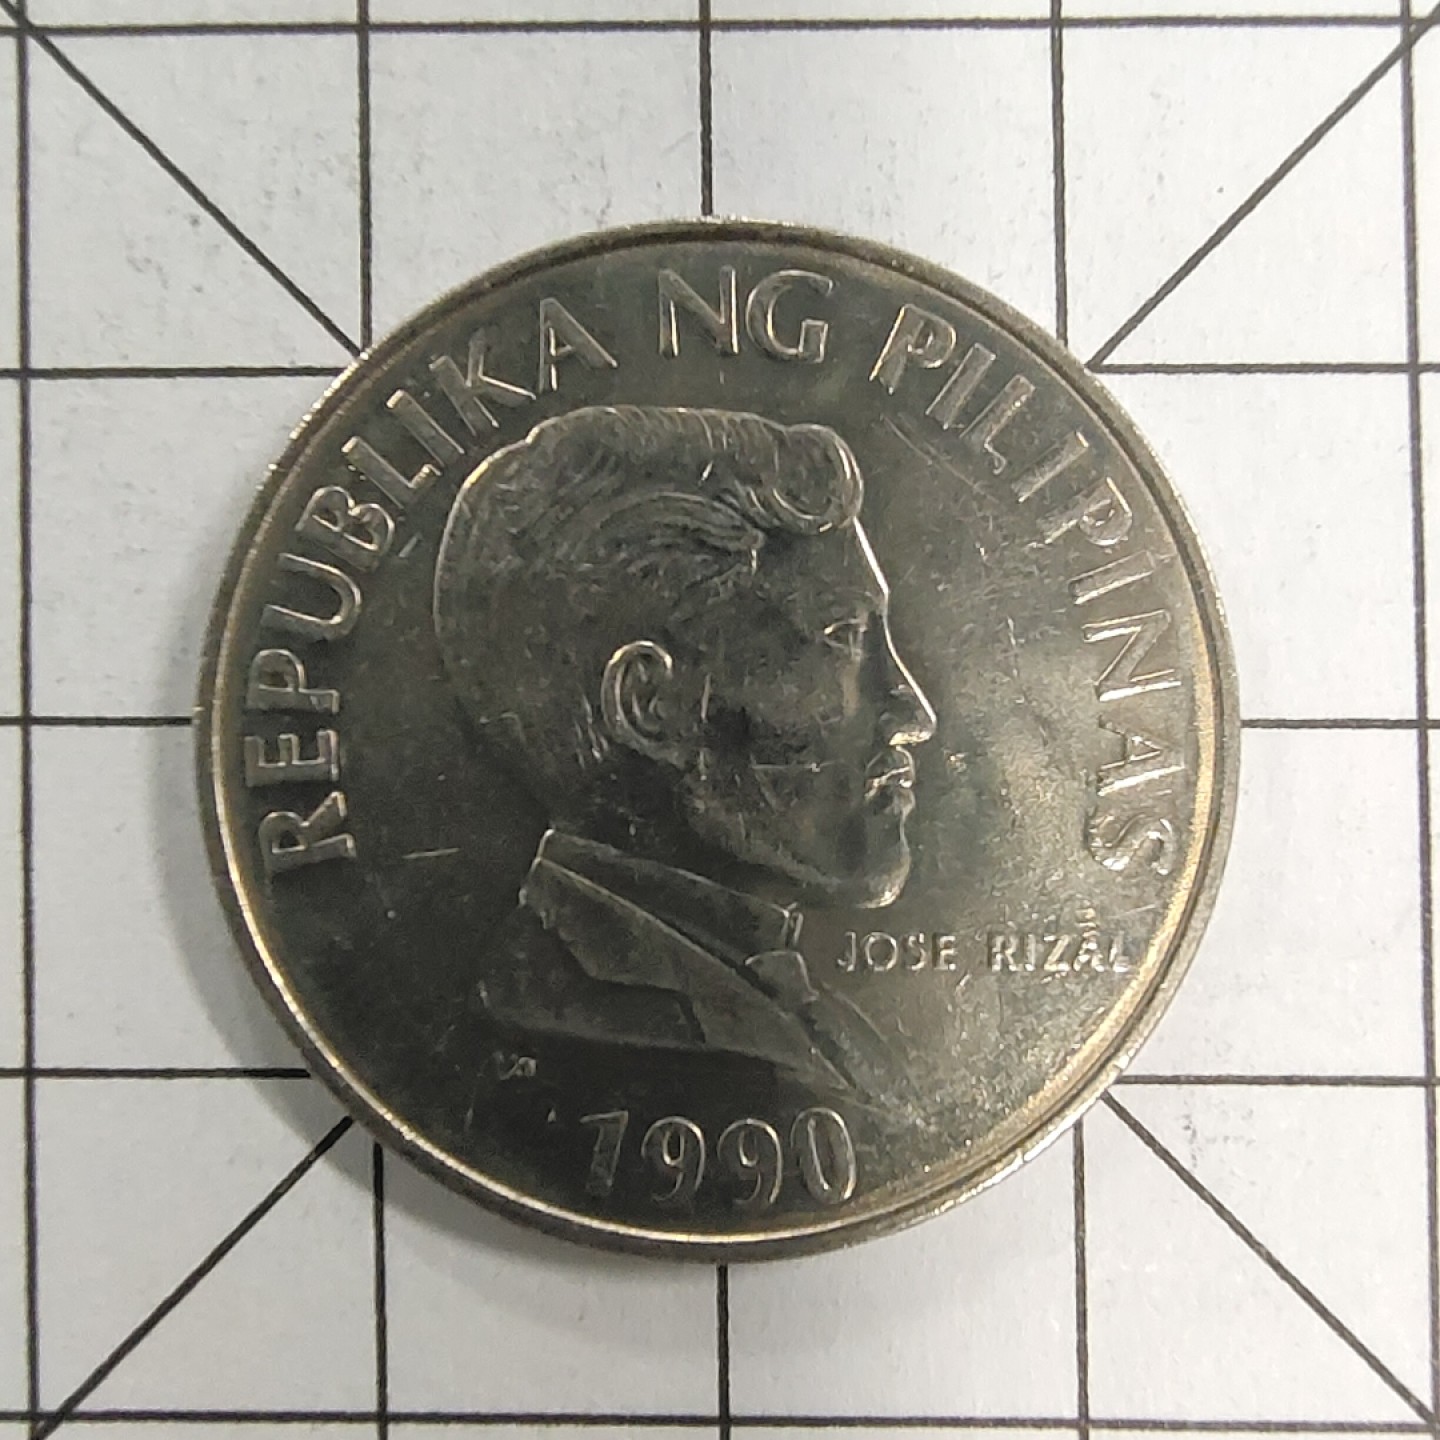 REPUBLIKA NG PILIPINAS
JOSE RIZAL
1990